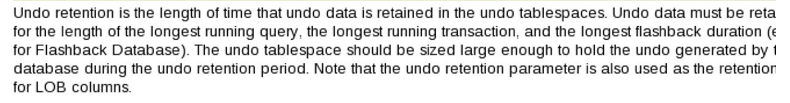 Undo retention is the length of time that undo data is retained in the undo tablespaces. Undo data must be
for the length of the longest running query, the longest running transaction, and the longest flashback duration
for Flashback Database). The undo tablespace should be sized large enough to hold the undo generated by
database during the undo retention period. Note that the undo retention parameter is also used as the retention
for LOB columns.